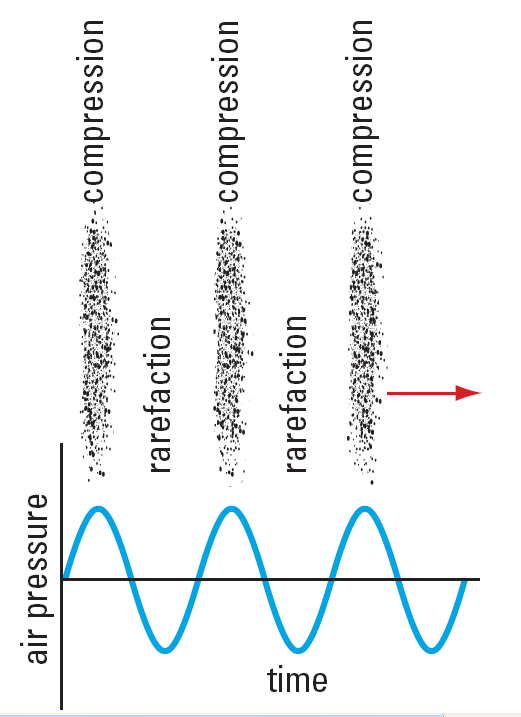 compression
compression
compression
rarefaction
rarefaction
air pressure
time